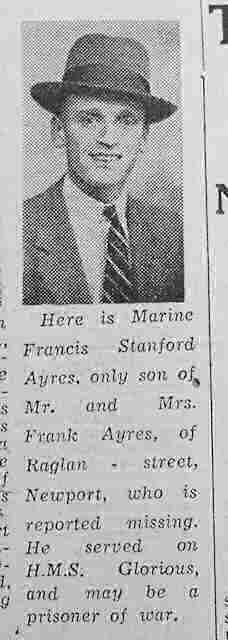 Here is Marine
Francis Stanford
Ayres, only son of
Mr. and Mrs.
Frank Ayres, of
Raglan - street,
Newport, who is
reported missing.
He served on
H.M.S. Glorious,
and may be a
prisoner of war.